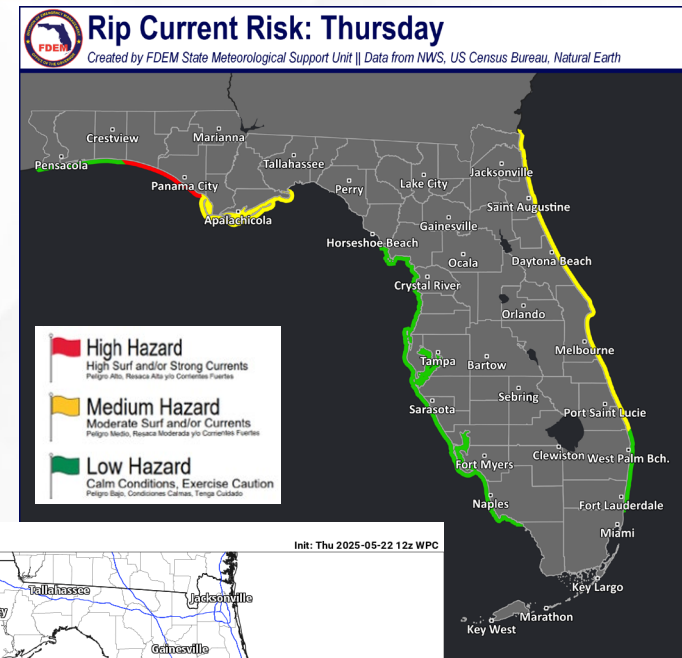 Rip Current Risk: Thursday
FDEM
Created by FDEM State Meteorological Support Unit || Data from NWS, US Census Bureau, Natural Earth
Crestview
Marianna
Pensacola
Tallahassee
Panama City
Apalachicola
Perry
Lake City
Jacksonville
Saint Augustine
Gainesville
Horseshoe Beach
Ocala
Daytona Beach
Crystal River
Orlando
Melbourne
Tampa
Bartow
Sebring
Sarasota
Port Saint Lucie
Fort Myers
Clewiston
West Palm Bch.
Naples
Fort Lauderdale
Miami
Key Largo
Marathon
Key West
High Hazard
High Surf and/or Strong Currents
Peligro Alto, Resaca Alta y/o Corrientes Fuertes
Medium Hazard
Moderate Surf and/or Currents
Peligro Medio, Resaca Moderada y/o Corrientes Fuertes
Low Hazard
Calm Conditions, Exercise Caution
Peligro Bajo, Condiciones Calmas, Tenga Cuidado
Init: Thu 2025-05-22 12z WPC
Tallahassee
Jacksonville
Gainesville